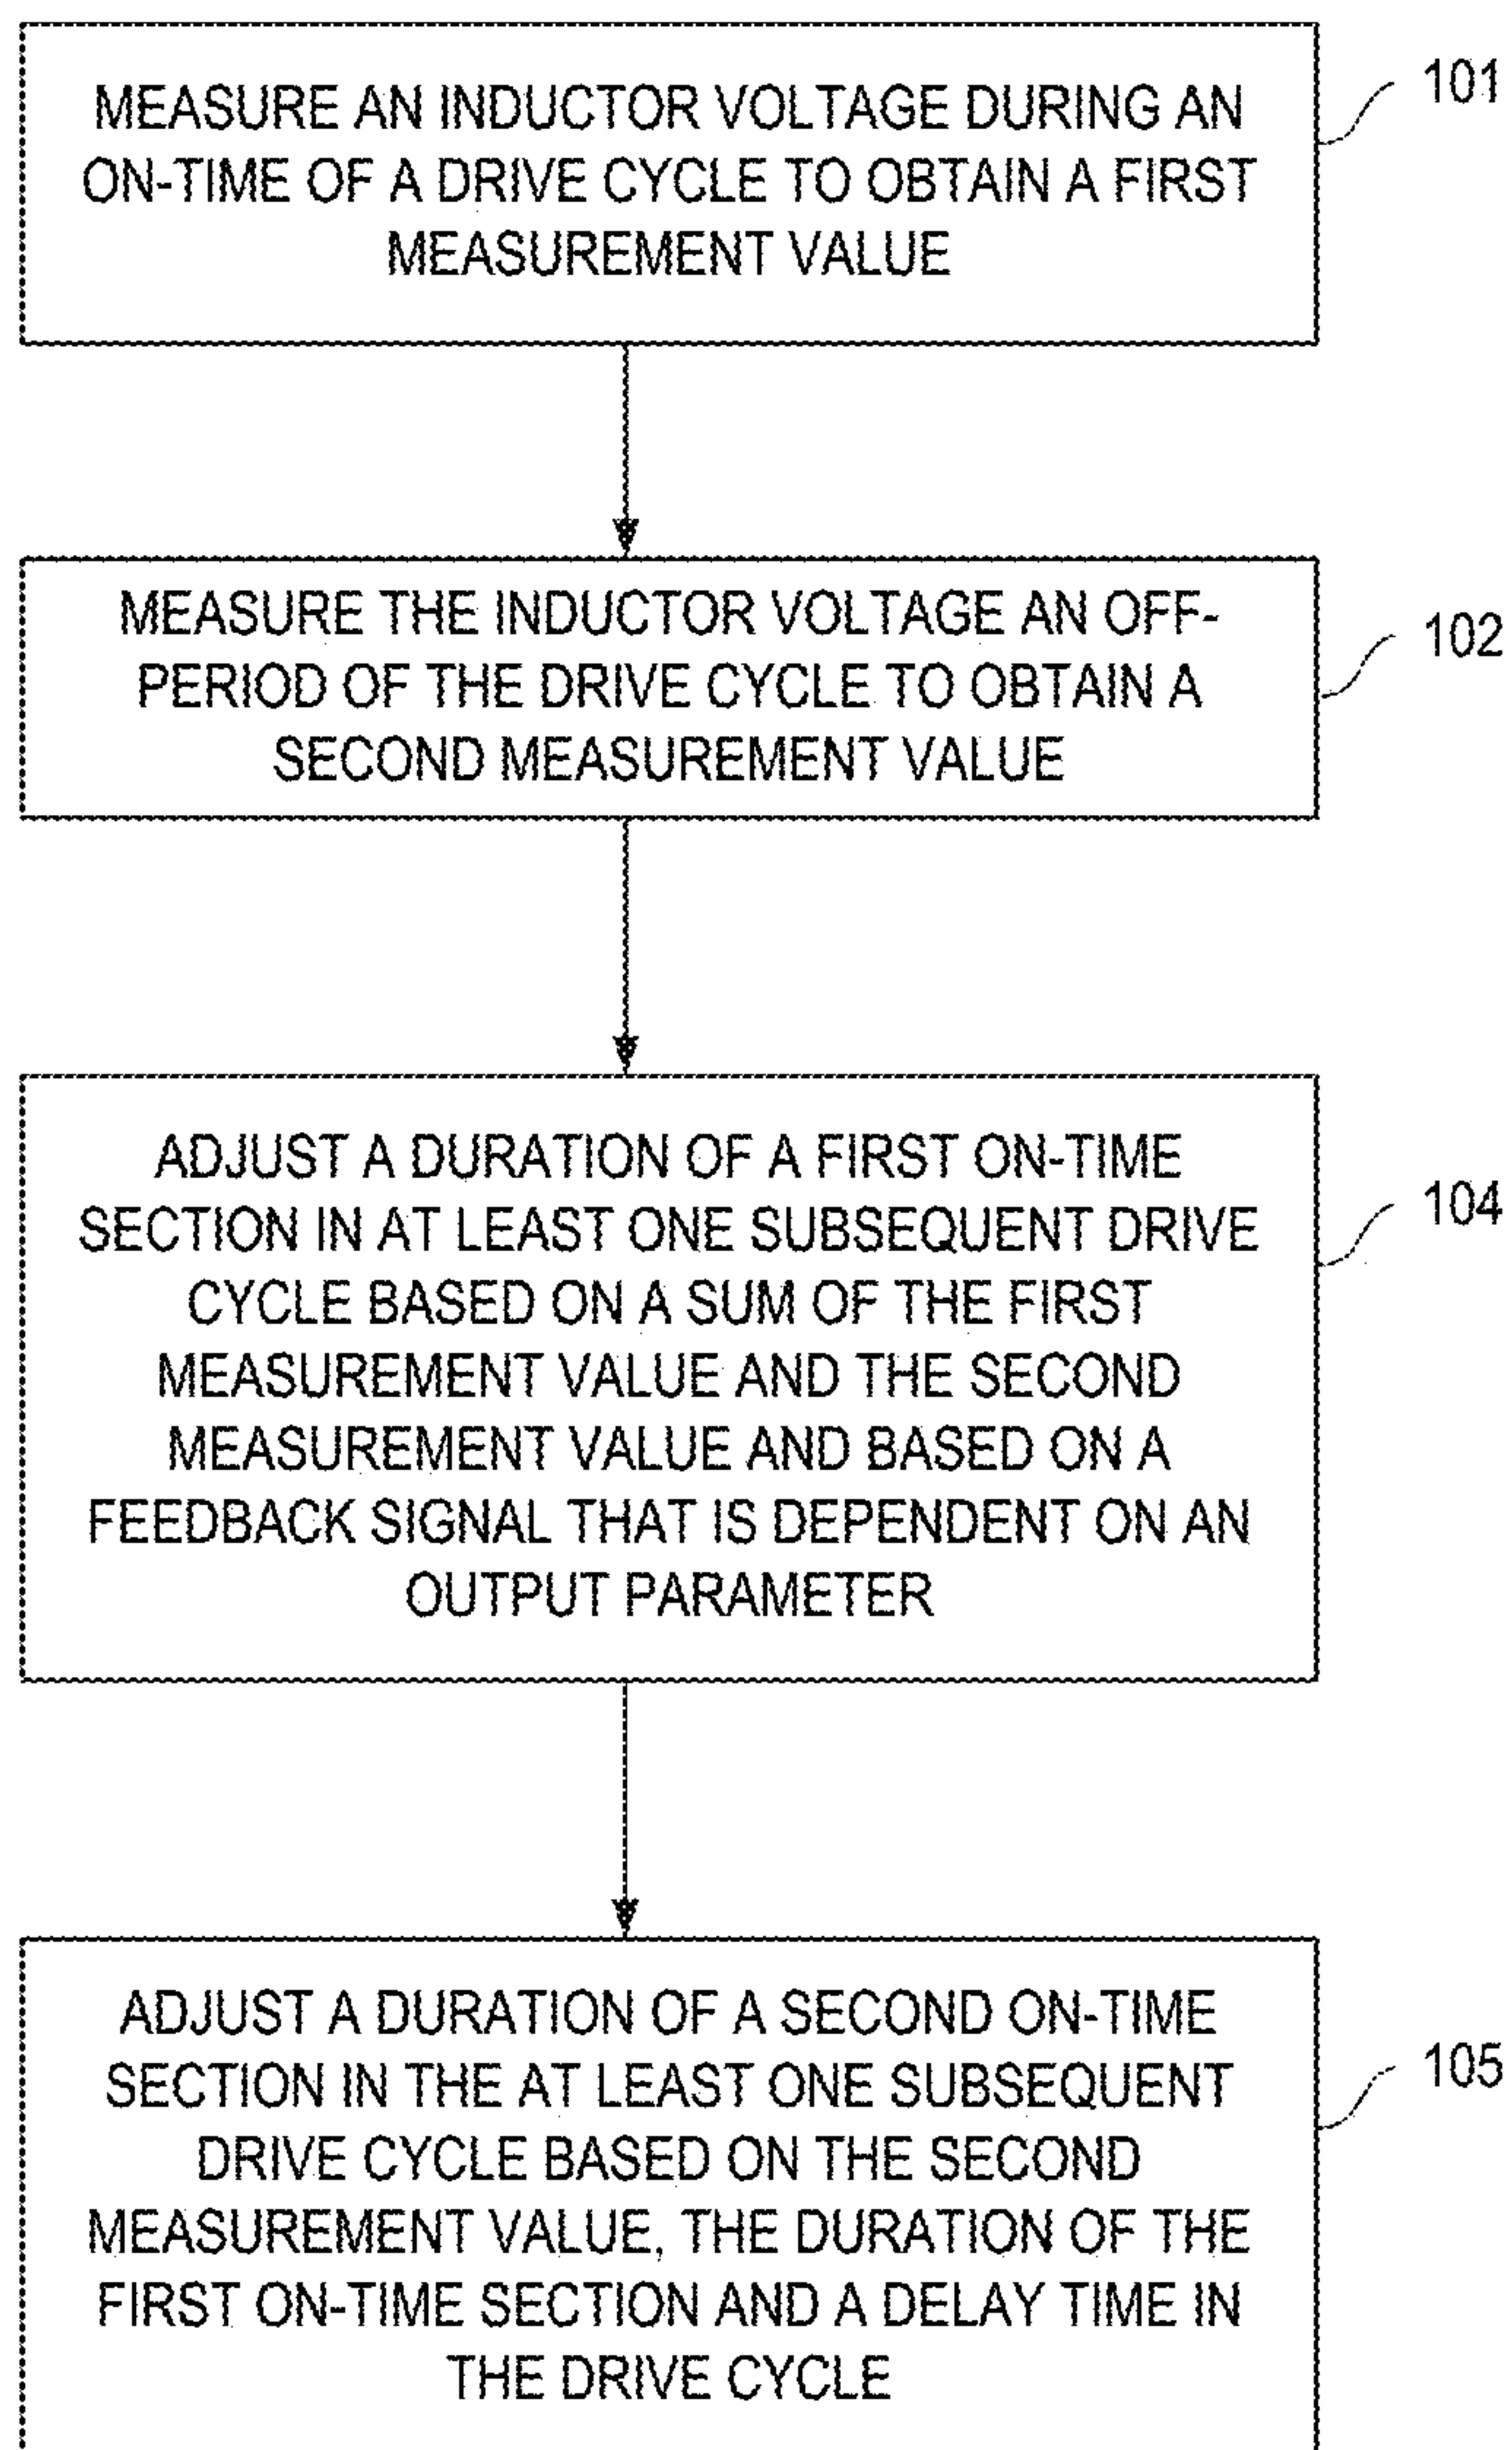 MEASURE AN INDUCTOR VOLTAGE DURING AN
ON-TIME OF A DRIVE CYCLE TO OBTAIN A FIRST
MEASUREMENT VALUE
101
MEASURE THE INDUCTOR VOLTAGE AN OFF-
PERIOD OF THE DRIVE CYCLE TO OBTAIN A
SECOND MEASUREMENT VALUE
102
ADJUST A DURATION OF A FIRST ON-TIME
SECTION IN AT LEAST ONE SUBSEQUENT DRIVE
CYCLE BASED ON A SUM OF THE FIRST
MEASUREMENT VALUE AND THE SECOND
MEASUREMENT VALUE AND BASED ON A
FEEDBACK SIGNAL THAT IS DEPENDENT ON AN
OUTPUT PARAMETER
104
ADJUST A DURATION OF A SECOND ON-TIME
SECTION IN THE AT LEAST ONE SUBSEQUENT
DRIVE CYCLE BASED ON THE SECOND
MEASUREMENT VALUE, THE DURATION OF THE
FIRST ON-TIME SECTION AND A DELAY TIME IN
THE DRIVE CYCLE
105